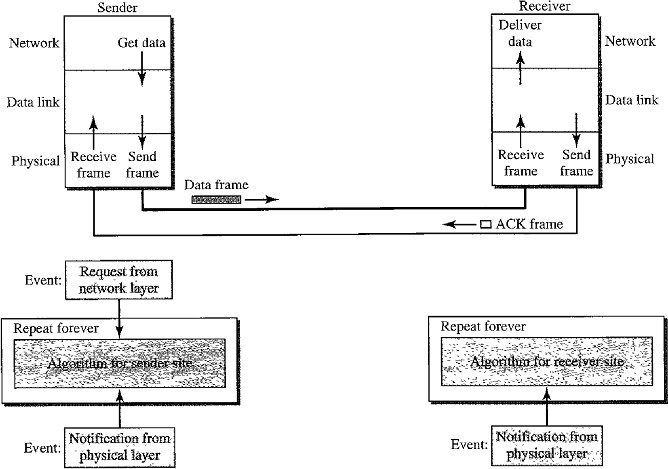 Sender
Receiver
Network
Get data
Deliver
data
Network
Data link
Data link
Physical
Receive
frame
Send
frame
Receive
frame
Send
frame
Physical
Data frame
ACK frame
Event:
Request from
network layer
Repeat forever
Algorithm for sender site
Repeat forever
Algorithm for receiver site
Event:
Notification from
physical layer
Event:
Notification from
physical layer